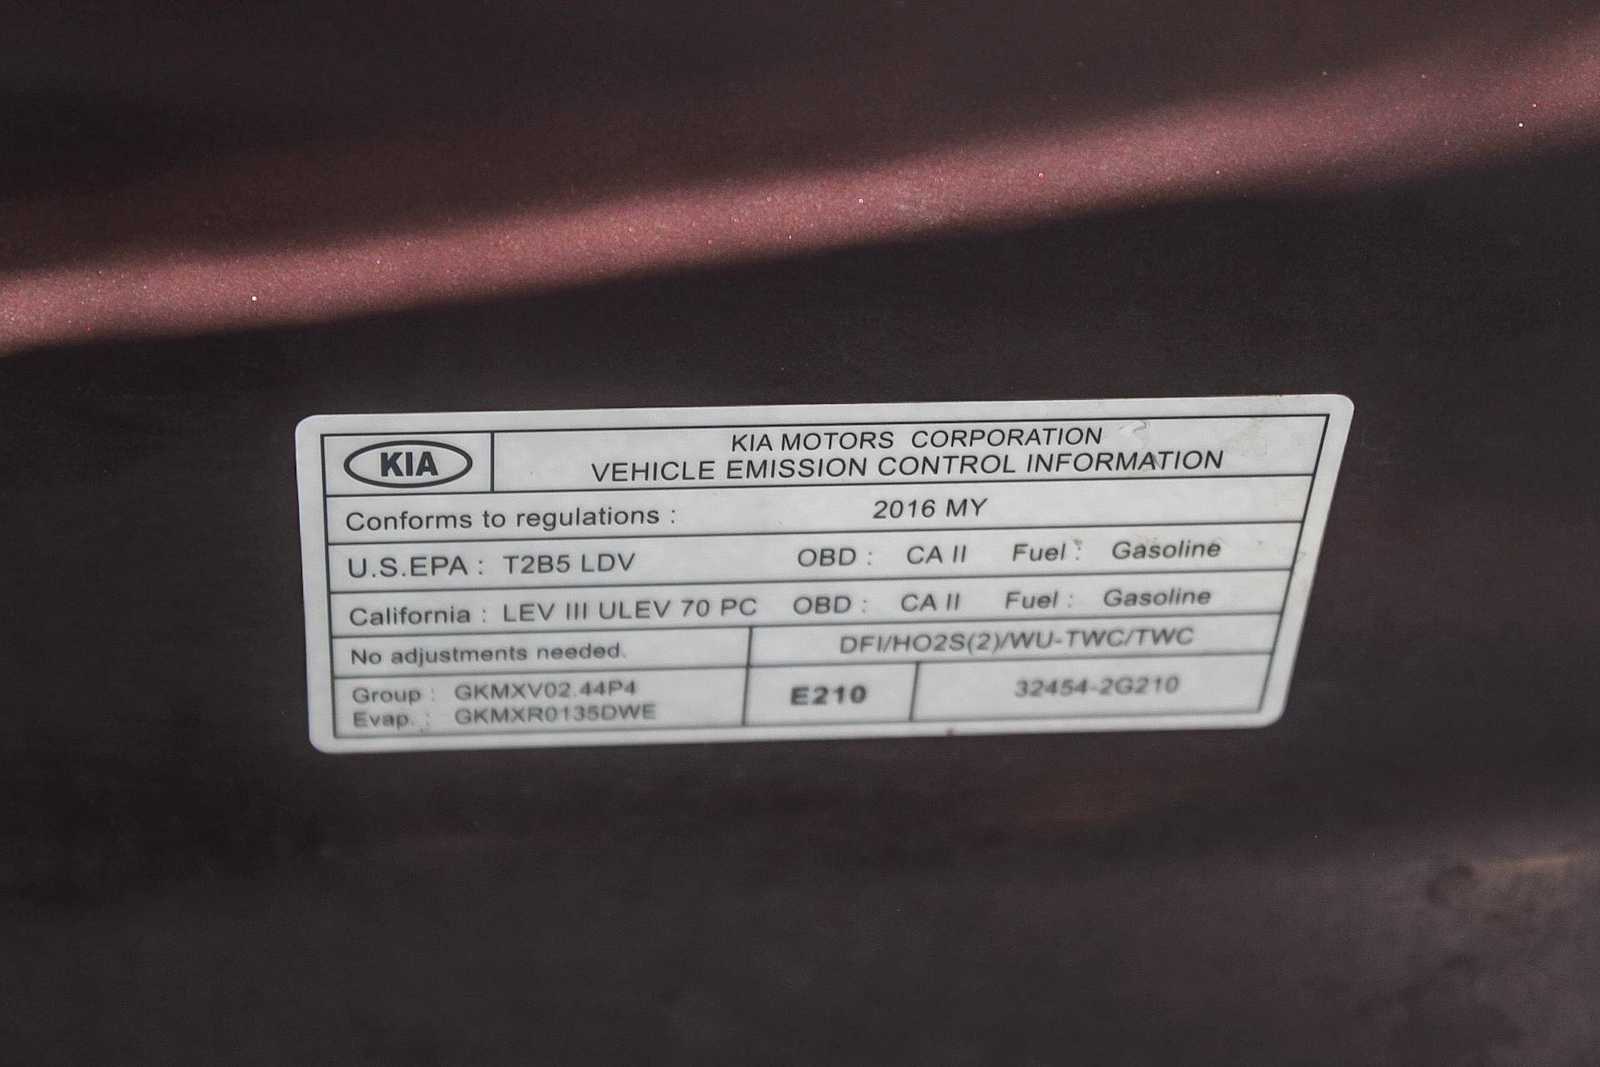 KIA
KIA MOTORS CORPORATION
VEHICLE EMISSION CONTROL INFORMATION
Conforms to regulations : 2016 MY
U.S.EPA : T2B5 LDV OBD : CA II Fuel : Gasoline
California : LEV III ULEV 70 PC OBD : CA II Fuel : Gasoline
No adjustments needed. DFI/HO2S(2)/WU-TWC/TWC
Group : GKMXV02.44P4
Evap. : GKMXR0135DWE
E210 32454-2G210